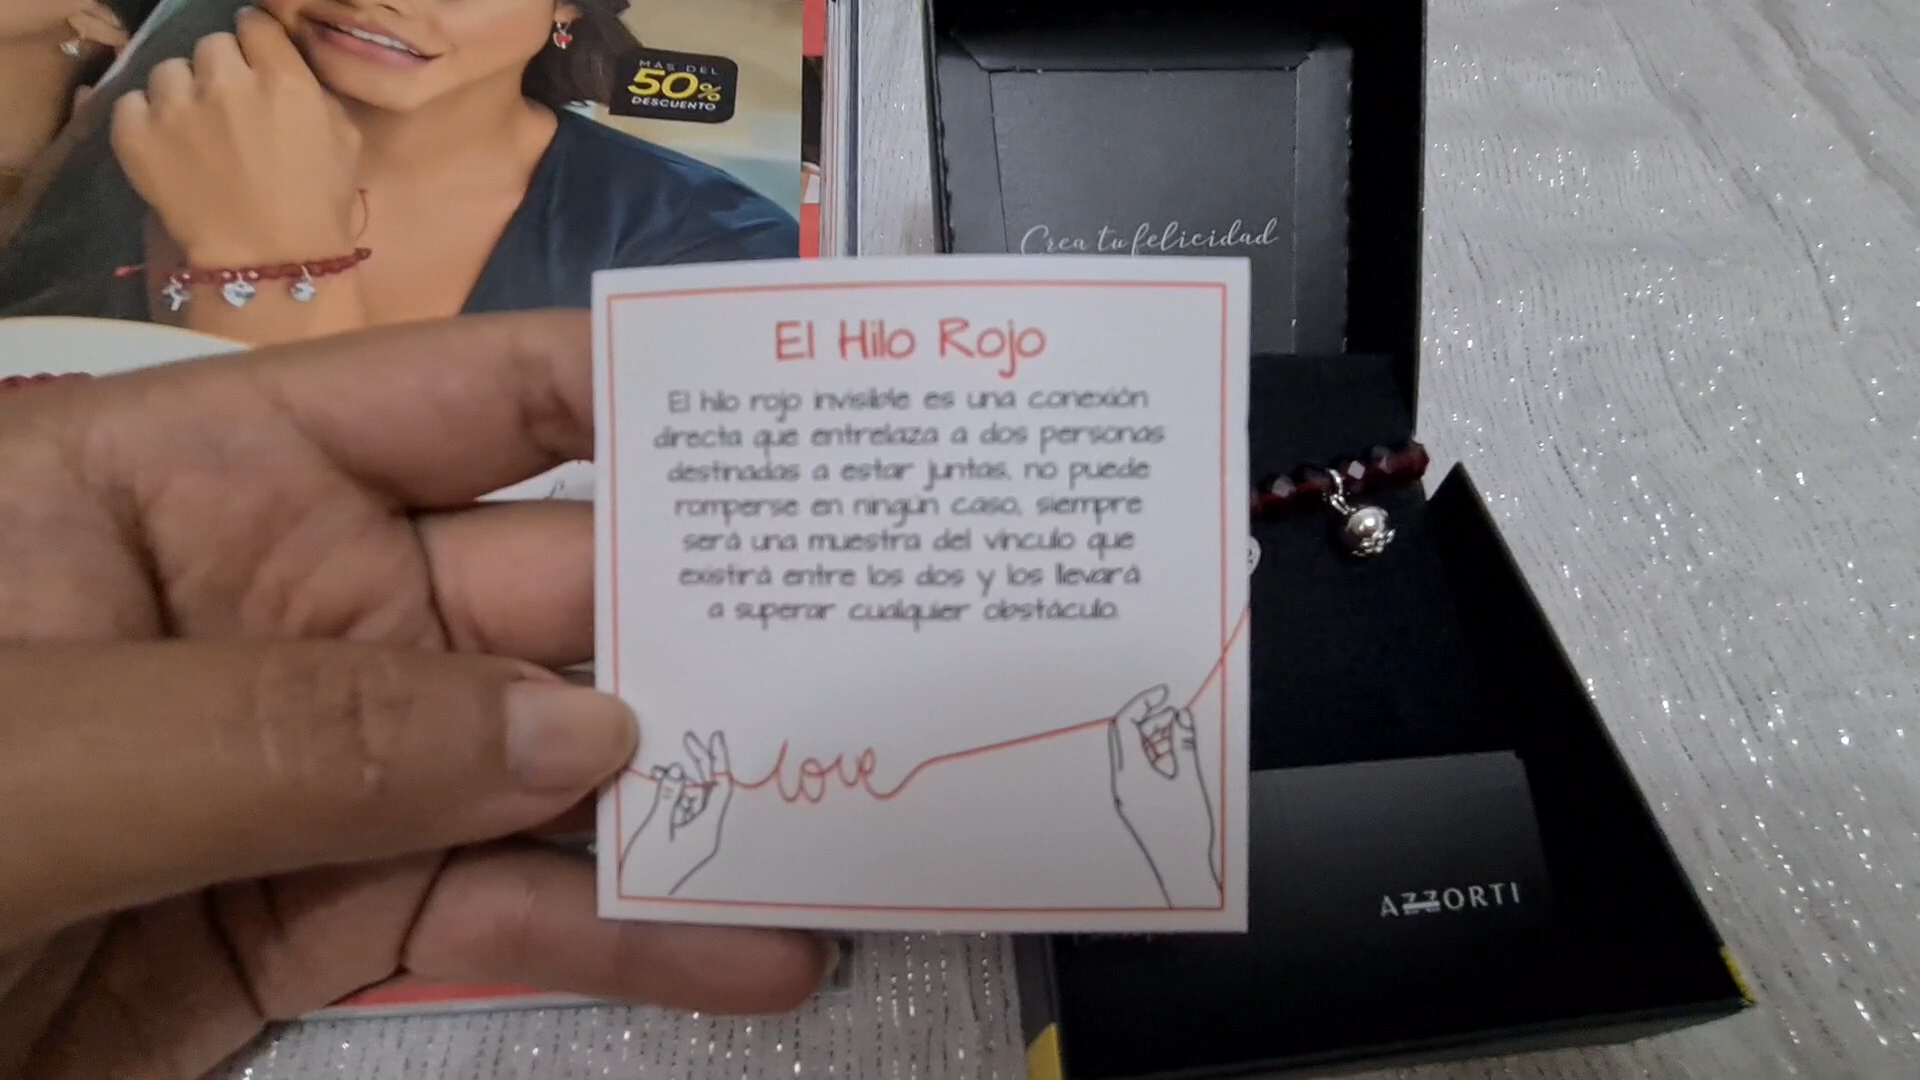 MÁS DEL
50%
DESCUENTO
Crea tu felicidad
El Hilo Rojo
El hilo rojo invisible es una conexión
directa que entrelaza a dos personas
destinadas a estar juntas, no puede
romperse en ningún caso, siempre
será una muestra del vínculo que
existirá entre los dos y los llevará
a superar cualquier obstáculo.
love
AZZORTI